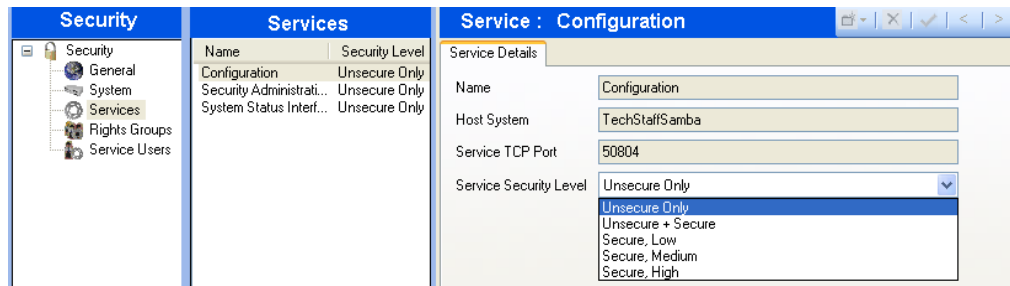 Security
Security
General
System
Services
Rights Groups
Service Users
Services
Name Security Level
Configuration Unsecure Only
Security Administrati... Unsecure Only
System Status Interf... Unsecure Only
Service : Configuration
Service Details
Name Configuration
Host System TechStaffSamba
Service TCP Port 50804
Service Security Level Unsecure Only
Unsecure Only
Unsecure + Secure
Secure, Low
Secure, Medium
Secure, High